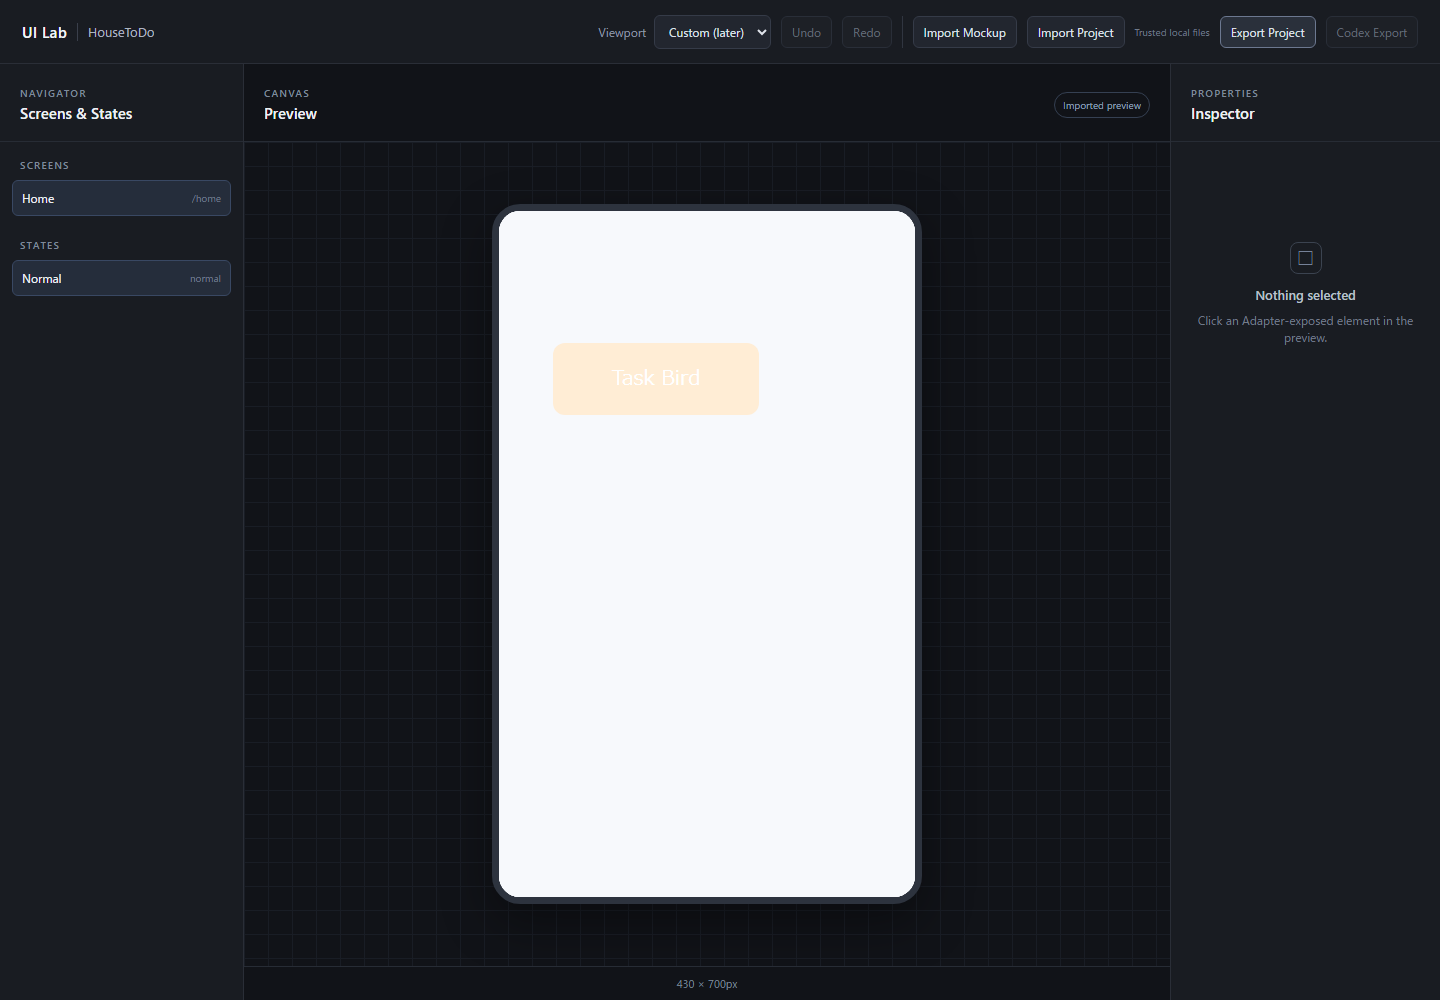 UI Lab
HouseToDo
Viewport
Custom (later)
Undo
Redo
Import Mockup
Import Project
Trusted local files
Export Project
Codex Export
NAVIGATOR
Screens & States
SCREENS
Home
/home
STATES
Normal
normal
CANVAS
Preview
Imported preview
Task Bird
430 × 700px
PROPERTIES
Inspector
Nothing selected
Click an Adapter-exposed element in the
preview.